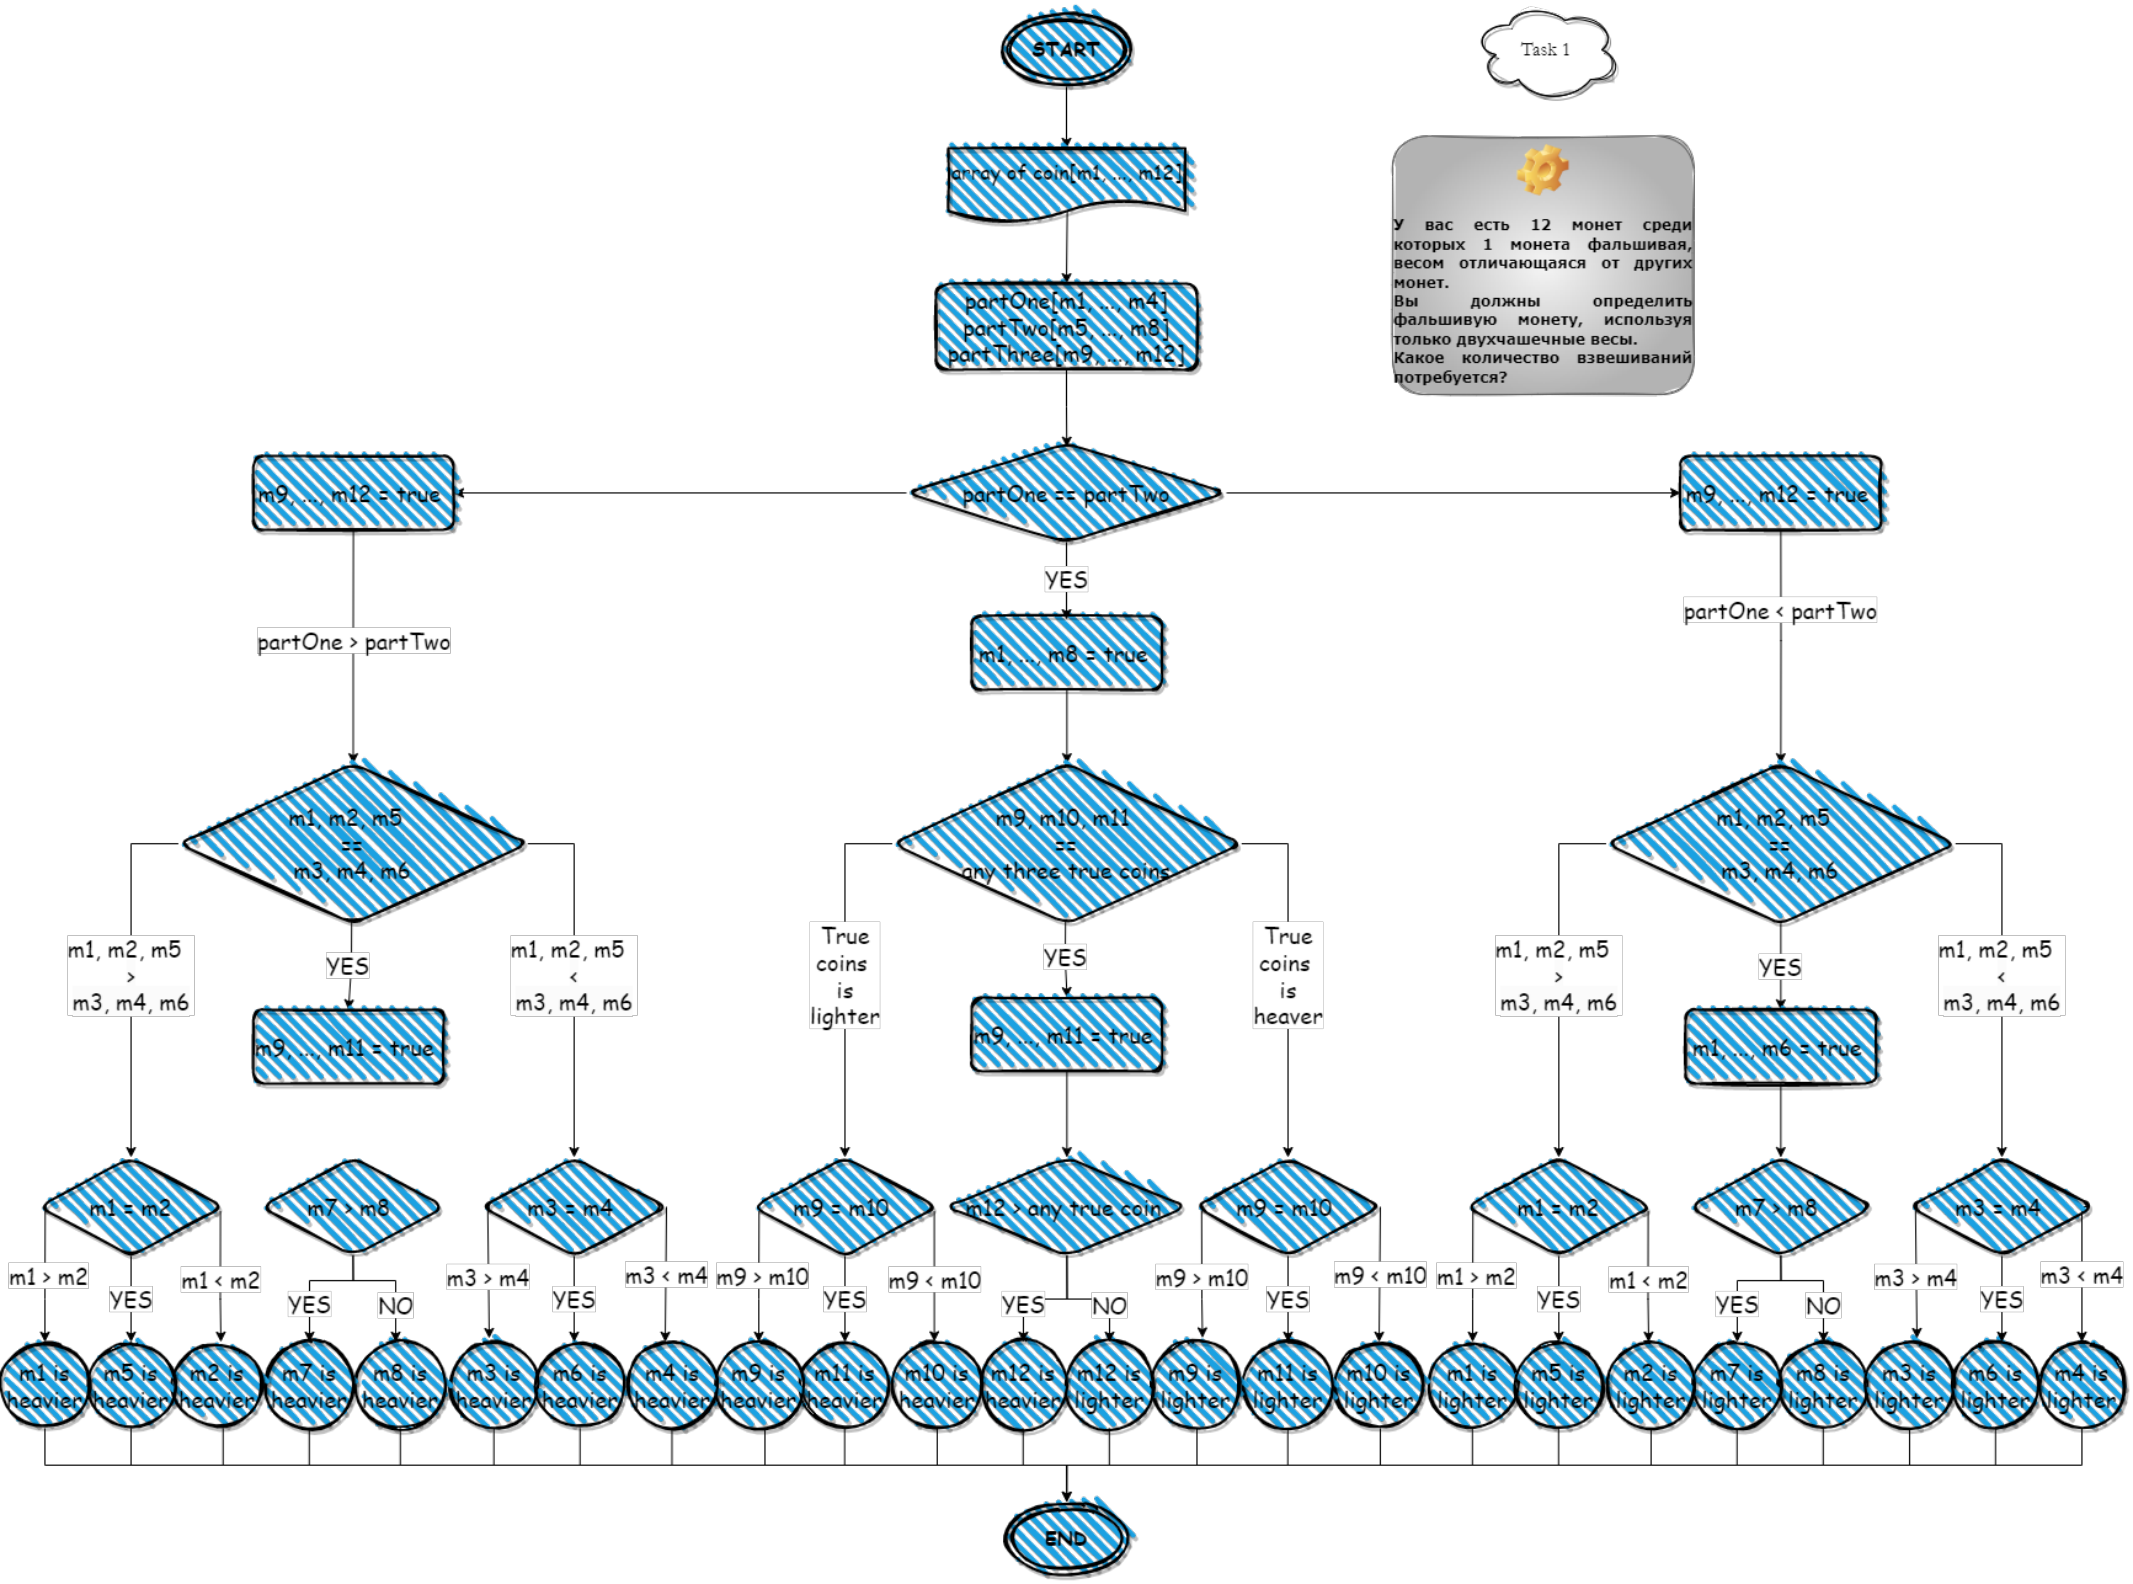 START
Task 1
array of coin[m1, ..., m12]
У вас есть 12 монет среди
которых 1 монета фальшивая,
весом отличающаяся от других
монет.
Вы должны определить
фальшивую монету, используя
только двухчашечные весы.
Какое количество взвешиваний
потребуется?
partOne[m1, ..., m4]
partTwo[m5, ..., m8]
partThree[m9, ..., m12]
m9, ..., m12 = true
partOne == partTwo
m9, ..., m12 = true
YES
partOne > partTwo
m1, ..., m8 = true
partOne < partTwo
m1, m2, m5
==
m3, m4, m6
m9, m10, m11
==
any three true coins
m1, m2, m5
==
m3, m4, m6
m1, m2, m5
>
m3, m4, m6
YES
m1, m2, m5
<
m3, m4, m6
True
coins
is
lighter
YES
True
coins
is
heaver
m1, m2, m5
>
m3, m4, m6
YES
m1, m2, m5
<
m3, m4, m6
m9, ..., m11 = true
m9, ..., m11 = true
m1, ..., m6 = true
m1 = m2
m7 > m8
m3 = m4
m9 = m10
m12 > any true coin
m9 = m10
m1 = m2
m7 > m8
m3 = m4
m1 > m2
YES
m1 < m2
YES
NO
m3 > m4
YES
m3 < m4
m9 > m10
YES
m9 < m10
YES
NO
m9 > m10
YES
m9 < m10
m1 > m2
YES
m1 < m2
YES
NO
m3 > m4
YES
m3 < m4
m1 is
heavier
m5 is
heavier
m2 is
heavier
m7 is
heavier
m8 is
heavier
m3 is
heavier
m6 is
heavier
m4 is
heavier
m9 is
heavier
m11 is
heavier
m10 is
heavier
m12 is
heavier
m12 is
lighter
m9 is
lighter
m11 is
lighter
m10 is
lighter
m1 is
lighter
m5 is
lighter
m2 is
lighter
m7 is
lighter
m8 is
lighter
m3 is
lighter
m6 is
lighter
m4 is
lighter
END